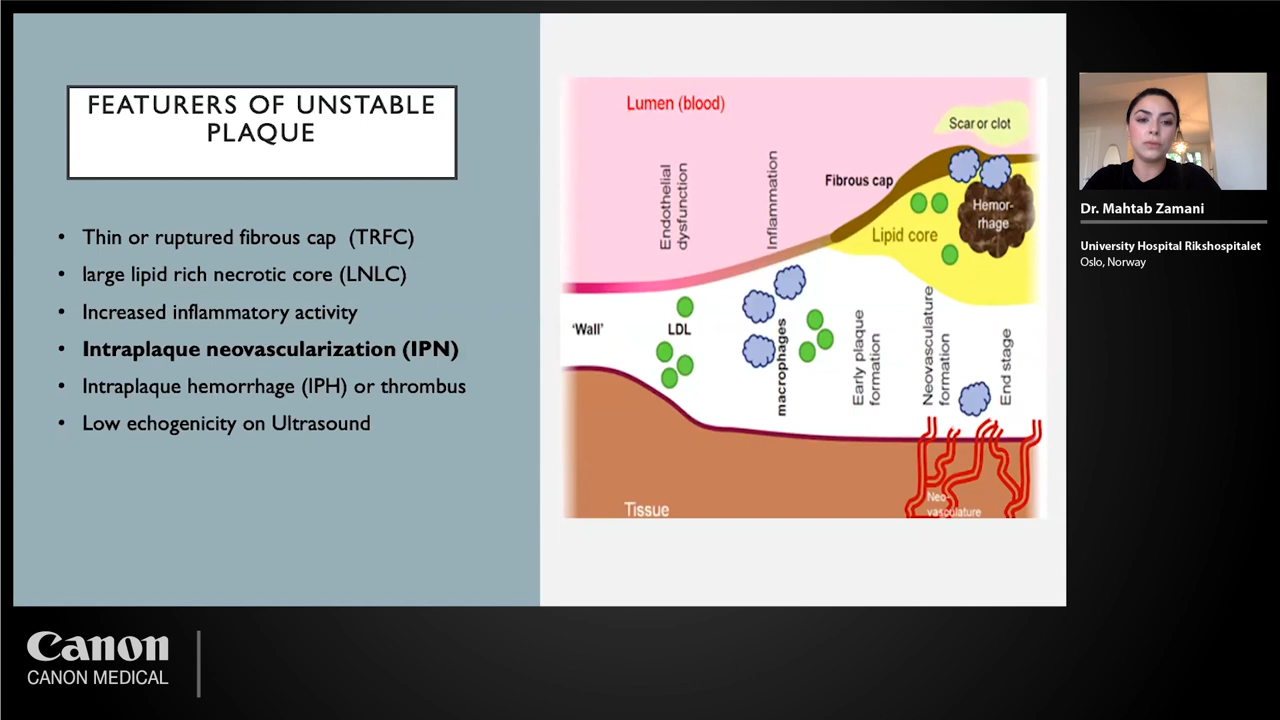 FEATURERS OF UNSTABLE
PLAQUE
• Thin or ruptured fibrous cap (TRFC)
• large lipid rich necrotic core (LNLC)
• Increased inflammatory activity
• Intraplaque neovascularization (IPN)
• Intraplaque hemorrhage (IPH) or thrombus
• Low echogenicity on Ultrasound
Lumen (blood)
Scar or clot
Endothelial
dysfunction
Inflammation
Fibrous cap
Hemor-
rhage
Lipid core
'Wall'
LDL
macrophages
Early plaque
formation
Neovasculature
formation
End stage
Neo-
vasculature
Tissue
Dr. Mahtab Zamani
University Hospital Rikshospitalet
Oslo, Norway
Canon
CANON MEDICAL